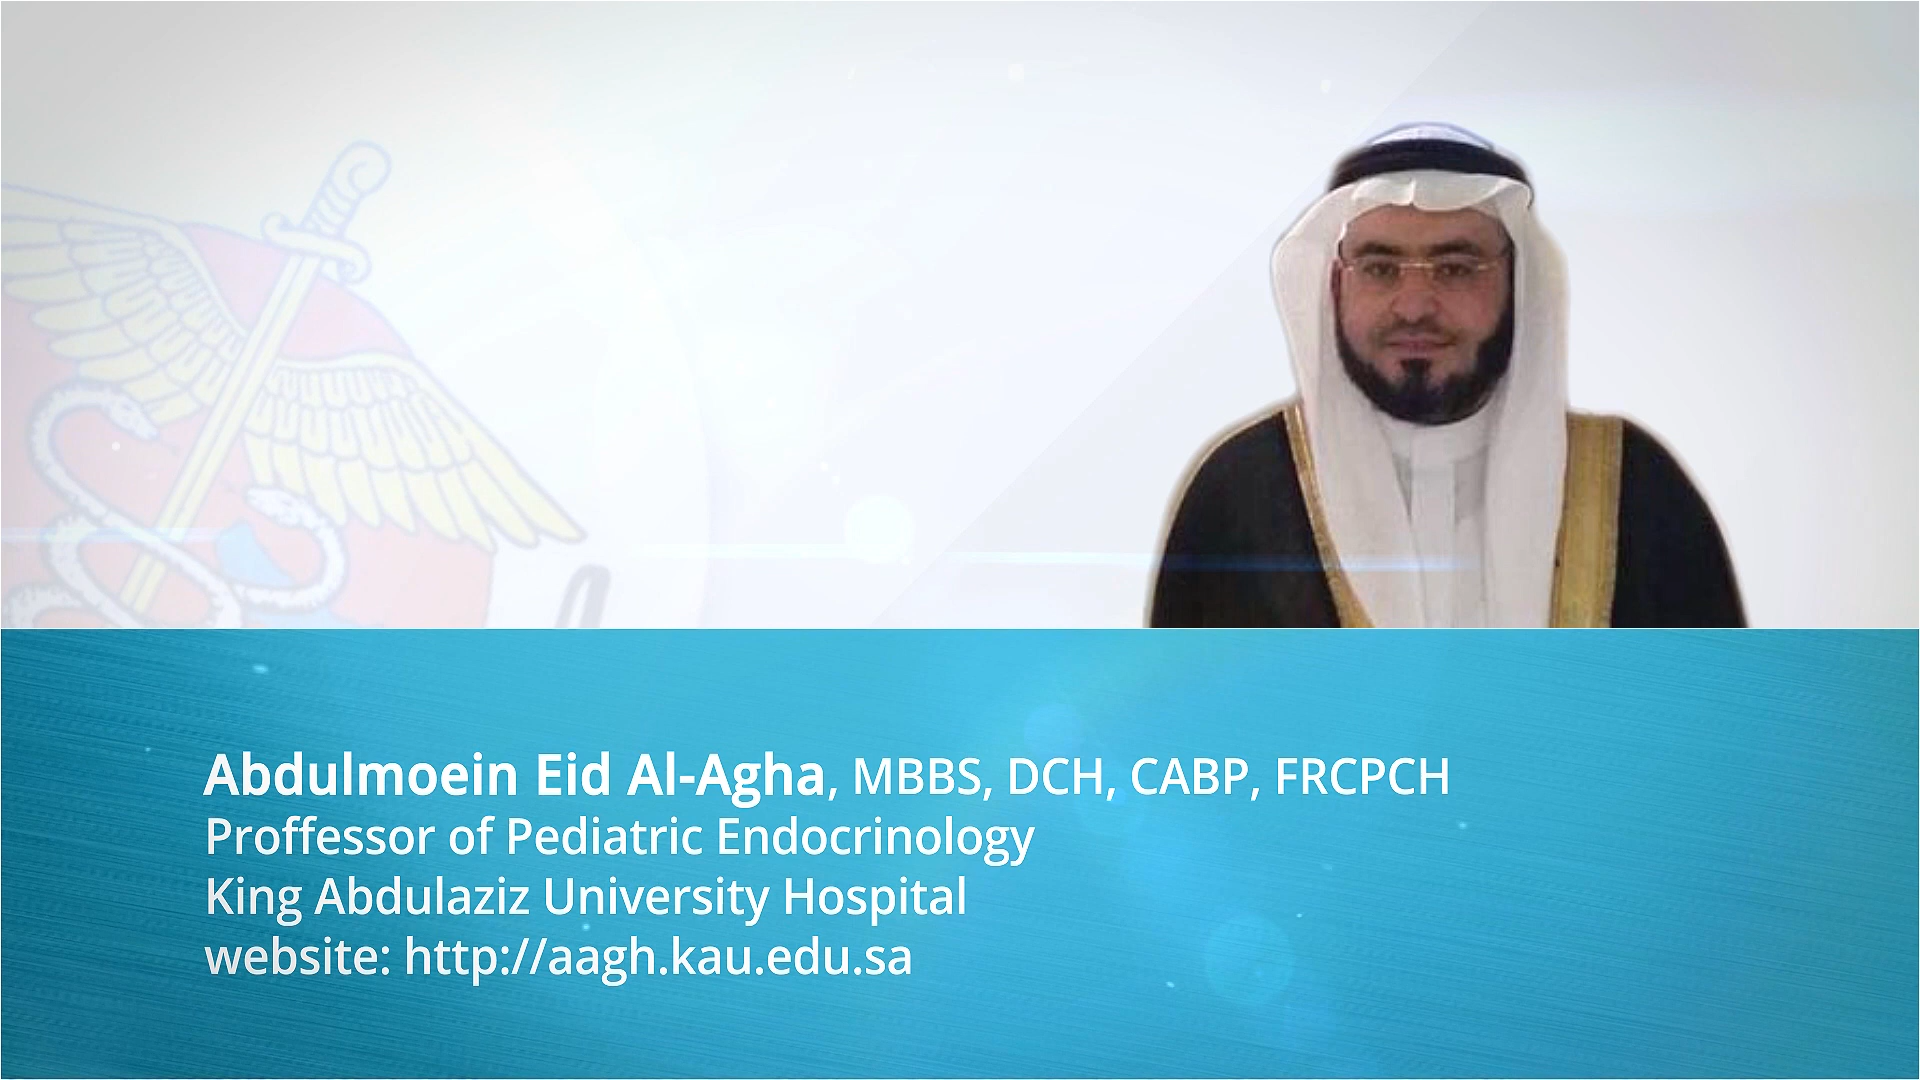 Abdulmoein Eid Al-Agha, MBBS, DCH, CABP, FRCPCH
Proffessor of Pediatric Endocrinology
King Abdulaziz University Hospital
website: http://aagh.kau.edu.sa